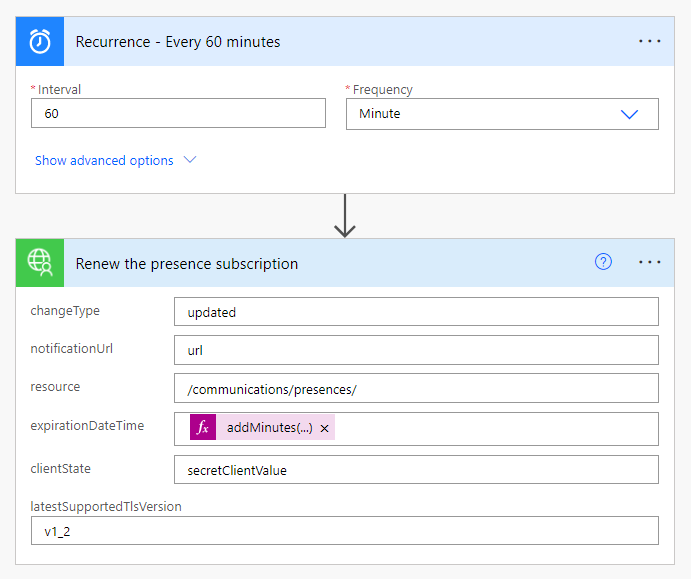 Recurrence - Every 60 minutes
* Interval
* Frequency
60
Minute
Show advanced options
Renew the presence subscription
changeType
updated
notificationUrl
url
resource
/communications/presences/
expirationDateTime
fx addMinutes(...) ×
clientState
secretClientValue
latestSupportedTlsVersion
v1_2